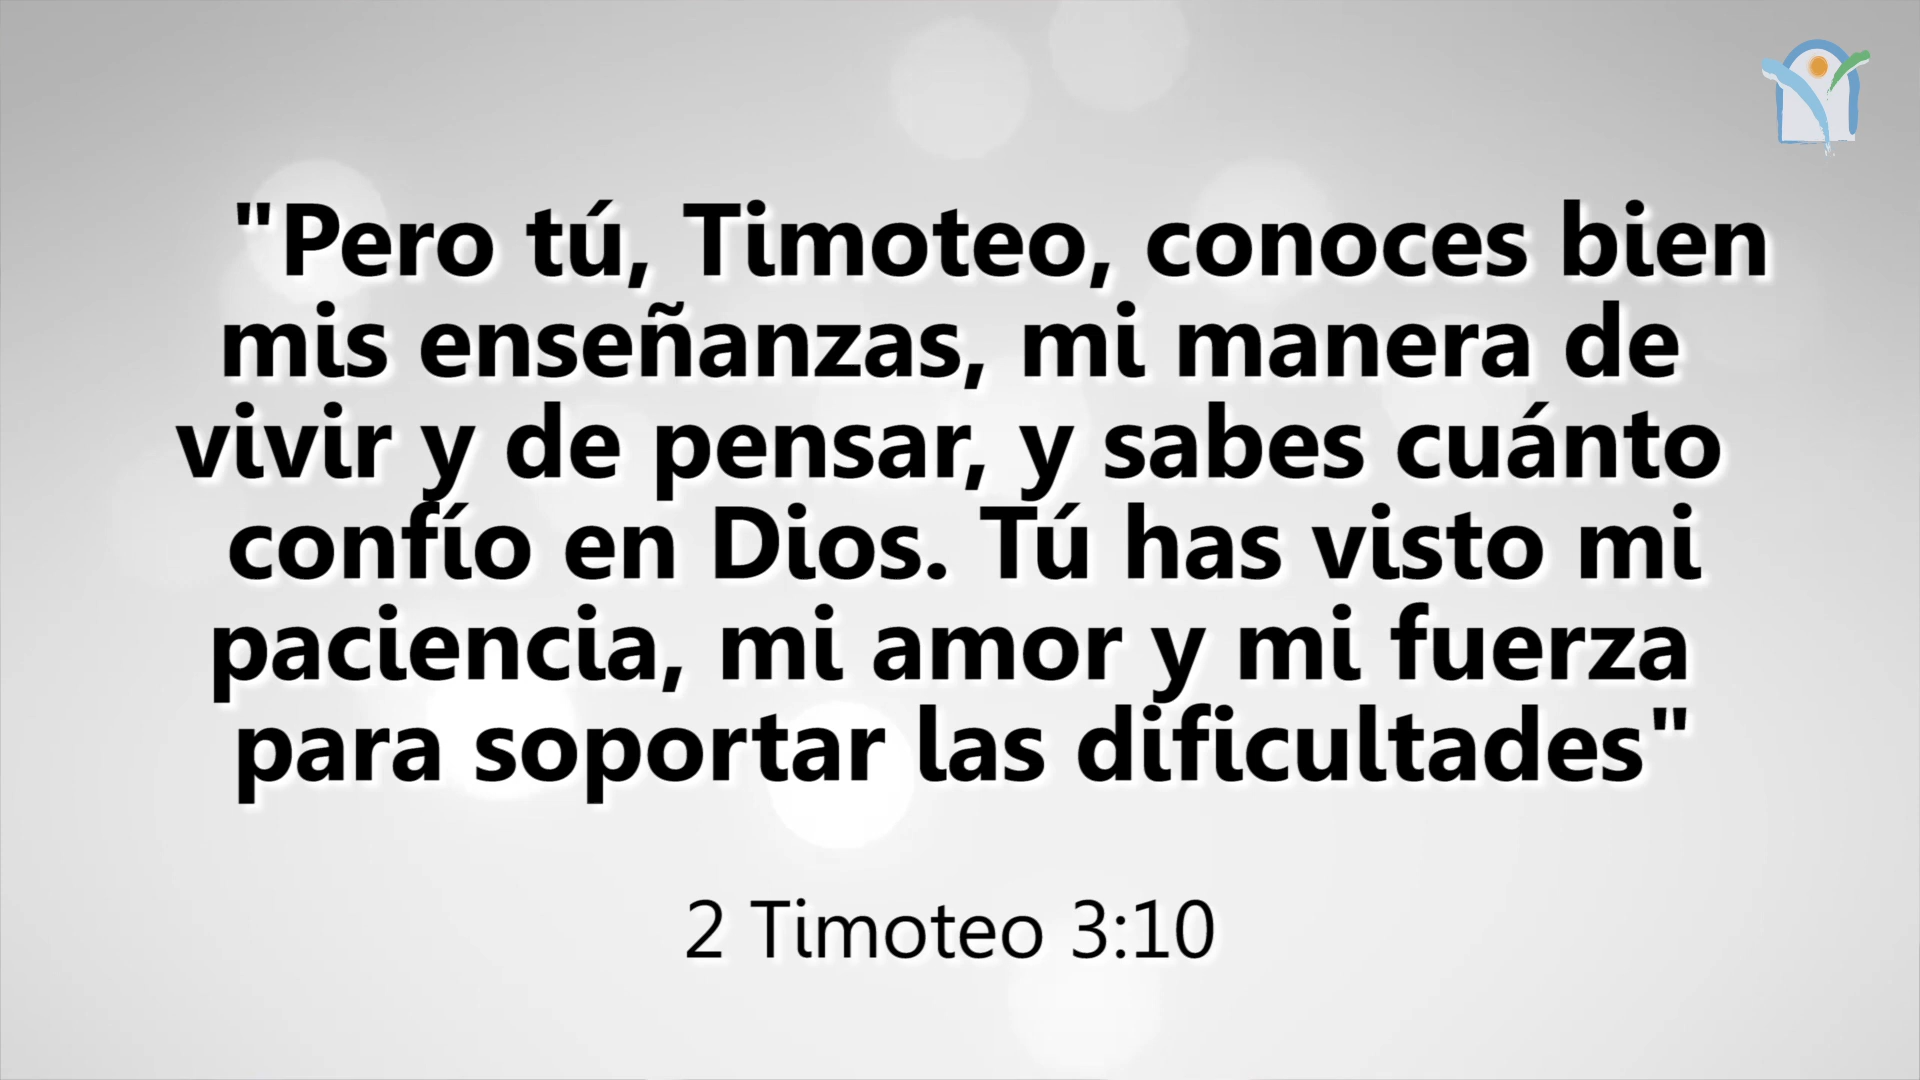 "Pero tú, Timoteo, conoces bien
mis enseñanzas, mi manera de
vivir y de pensar, y sabes cuánto
confío en Dios. Tú has visto mi
paciencia, mi amor y mi fuerza
para soportar las dificultades"
2 Timoteo 3:10